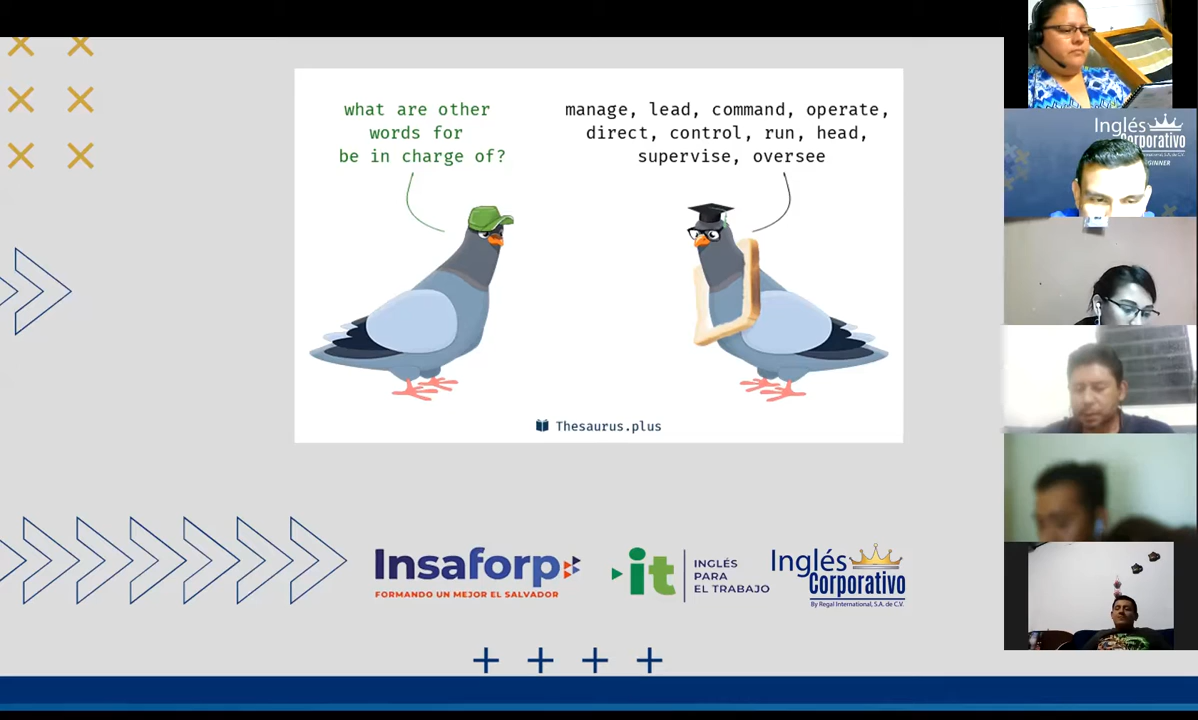 what are other
words for
be in charge of?
manage, lead, command, operate,
direct, control, run, head,
supervise, oversee
Thesaurus.plus
Insaforp
FORMANDO UN MEJOR EL SALVADOR
it
INGLÉS
PARA
EL TRABAJO
Inglés
Corporativo
By Regal International, S.A. de C.V.
Inglés
Corporativo